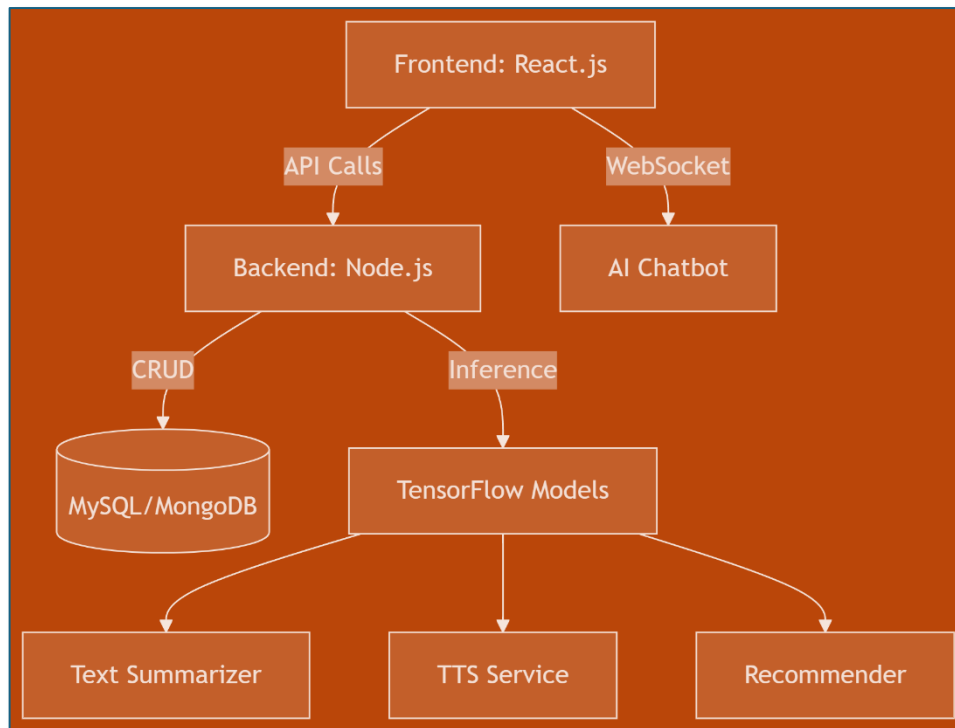 Frontend: React.js
API Calls
WebSocket
Backend: Node.js
AI Chatbot
CRUD
Inference
MySQL/MongoDB
TensorFlow Models
Text Summarizer
TTS Service
Recommender